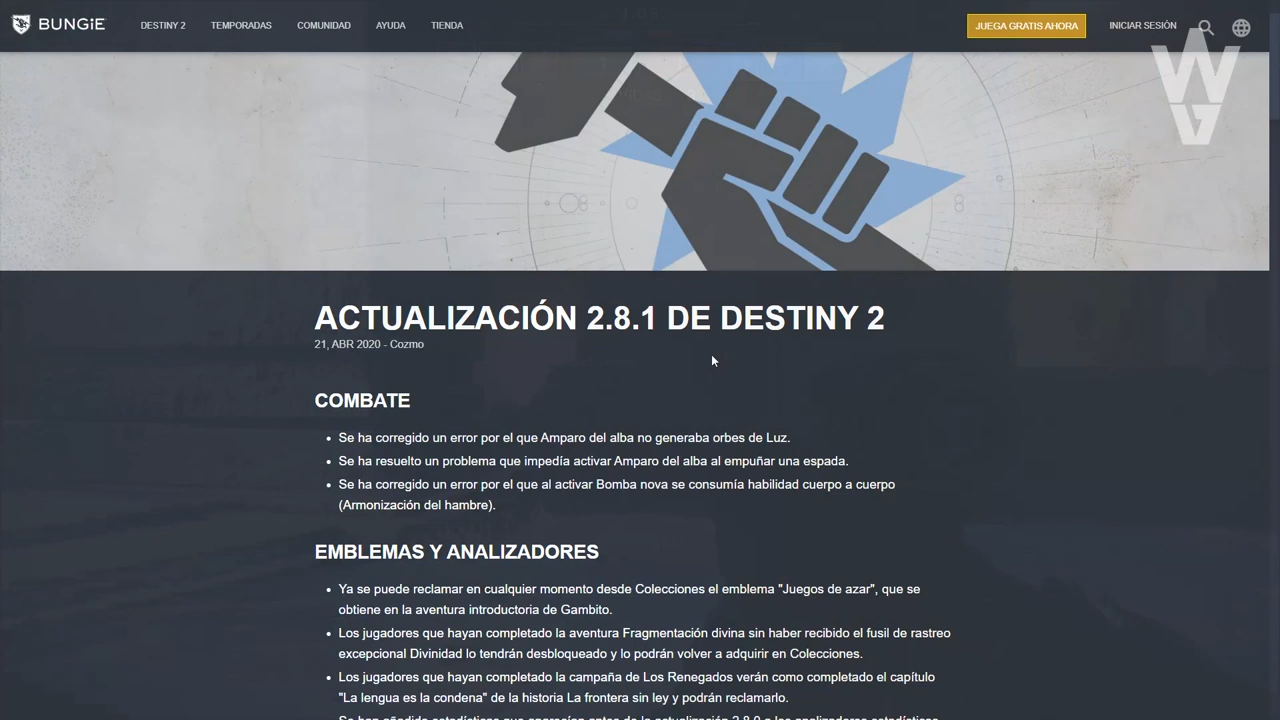 BUNGiE
DESTINY 2 TEMPORADAS COMUNIDAD AYUDA TIENDA JUEGA GRATIS AHORA INICIAR SESIÓN
WG
ACTUALIZACIÓN 2.8.1 DE DESTINY 2
21, ABR 2020 - Cozmo
COMBATE
• Se ha corregido un error por el que Amparo del alba no generaba orbes de Luz.
• Se ha resuelto un problema que impedía activar Amparo del alba al empuñar una espada.
• Se ha corregido un error por el que al activar Bomba nova se consumía habilidad cuerpo a cuerpo
(Armonización del hambre).
EMBLEMAS Y ANALIZADORES
• Ya se puede reclamar en cualquier momento desde Colecciones el emblema "Juegos de azar", que se
obtiene en la aventura introductoria de Gambito.
• Los jugadores que hayan completado la aventura Fragmentación divina sin haber recibido el fusil de rastreo
excepcional Divinidad lo tendrán desbloqueado y lo podrán volver a adquirir en Colecciones.
• Los jugadores que hayan completado la campaña de Los Renegados verán como completado el capítulo
"La lengua es la condena" de la historia La frontera sin ley y podrán reclamarlo.